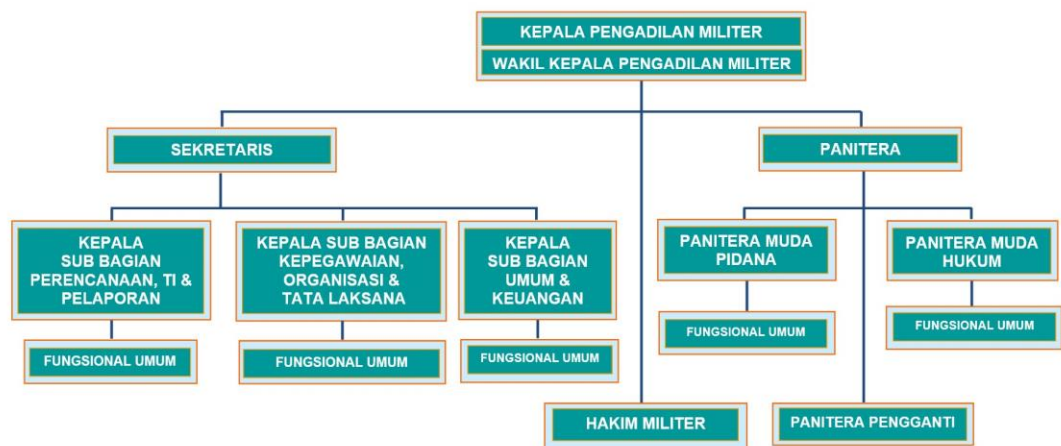 KEPALA PENGADILAN MILITER
WAKIL KEPALA PENGADILAN MILITER
SEKRETARIS
PANITERA
KEPALA
SUB BAGIAN
PERENCANAAN, TI &
PELAPORAN
KEPALA SUB BAGIAN
KEPEGAWAIAN,
ORGANISASI &
TATA LAKSANA
KEPALA
SUB BAGIAN
UMUM &
KEUANGAN
PANITERA MUDA
PIDANA
PANITERA MUDA
HUKUM
FUNGSIONAL UMUM
FUNGSIONAL UMUM
FUNGSIONAL UMUM
FUNGSIONAL UMUM
FUNGSIONAL UMUM
HAKIM MILITER
PANITERA PENGGANTI